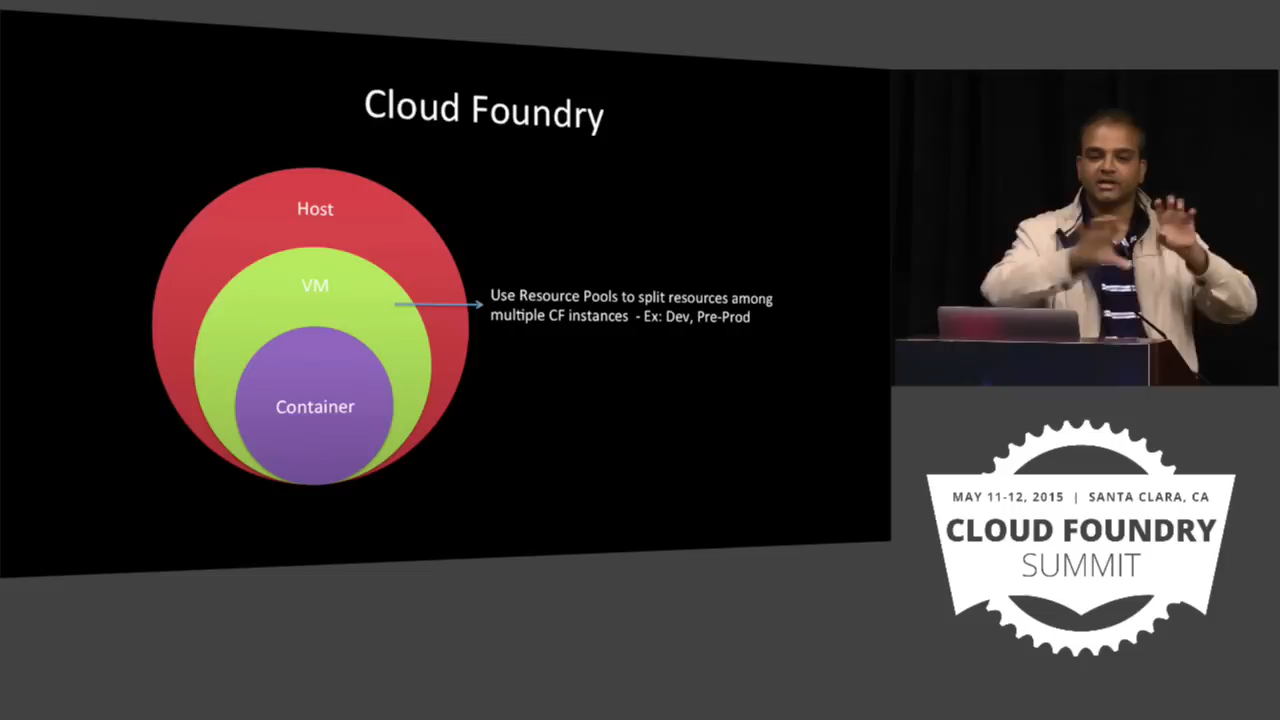 Cloud Foundry
Host
VM
Use Resource Pools to split resources among
multiple CF instances - Ex: Dev, Pre-Prod
Container
MAY 11-12, 2015 | SANTA CLARA, CA
CLOUD FOUNDRY
SUMMIT